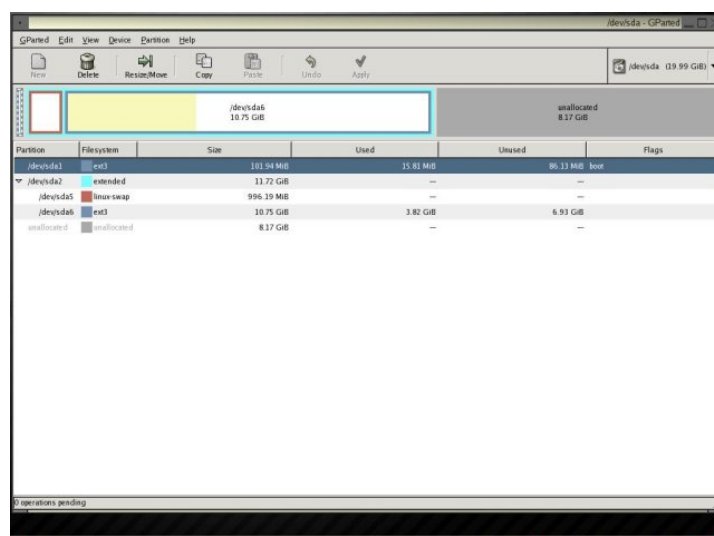 /dev/sda - GParted
GParted Edit View Device Partition Help
New Delete Resize/Move Copy Paste Undo Apply /dev/sda (19.99 GiB)
/dev/sda6
10.75 GiB
unallocated
8.17 GiB
Partition Filesystem Size Used Unused Flags
/dev/sda1 ext3 101.94 MiB 15.81 MiB 86.13 MiB boot
/dev/sda2 extended 11.72 GiB — —
/dev/sda5 linux-swap 996.19 MiB — —
/dev/sda6 ext3 10.75 GiB 3.82 GiB 6.93 GiB
unallocated unallocated 8.17 GiB — —
0 operations pending